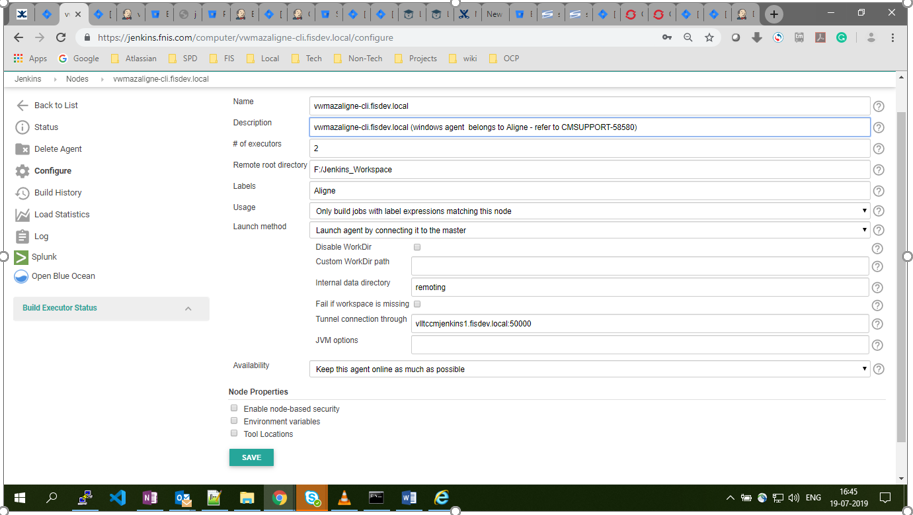 https://jenkins.fnis.com/computer/vwmazaligne-cli.fisdev.local/configure
Apps Google Atlassian SPD FIS Local Tech Non-Tech Projects wiki OCP
Jenkins › Nodes › vwmazaligne-cli.fisdev.local
Back to List
Status
Delete Agent
Configure
Build History
Load Statistics
Log
Splunk
Open Blue Ocean
Build Executor Status
Name vwmazaligne-cli.fisdev.local
Description vwmazaligne-cli.fisdev.local (windows agent belongs to Aligne - refer to CMSUPPORT-58580)
# of executors 2
Remote root directory F:/Jenkins_Workspace
Labels Aligne
Usage Only build jobs with label expressions matching this node
Launch method Launch agent by connecting it to the master
Disable WorkDir
Custom WorkDir path
Internal data directory remoting
Fail if workspace is missing
Tunnel connection through vlltccmjenkins1.fisdev.local:50000
JVM options
Availability Keep this agent online as much as possible
Node Properties
Enable node-based security
Environment variables
Tool Locations
SAVE
ENG
16:45
19-07-2019